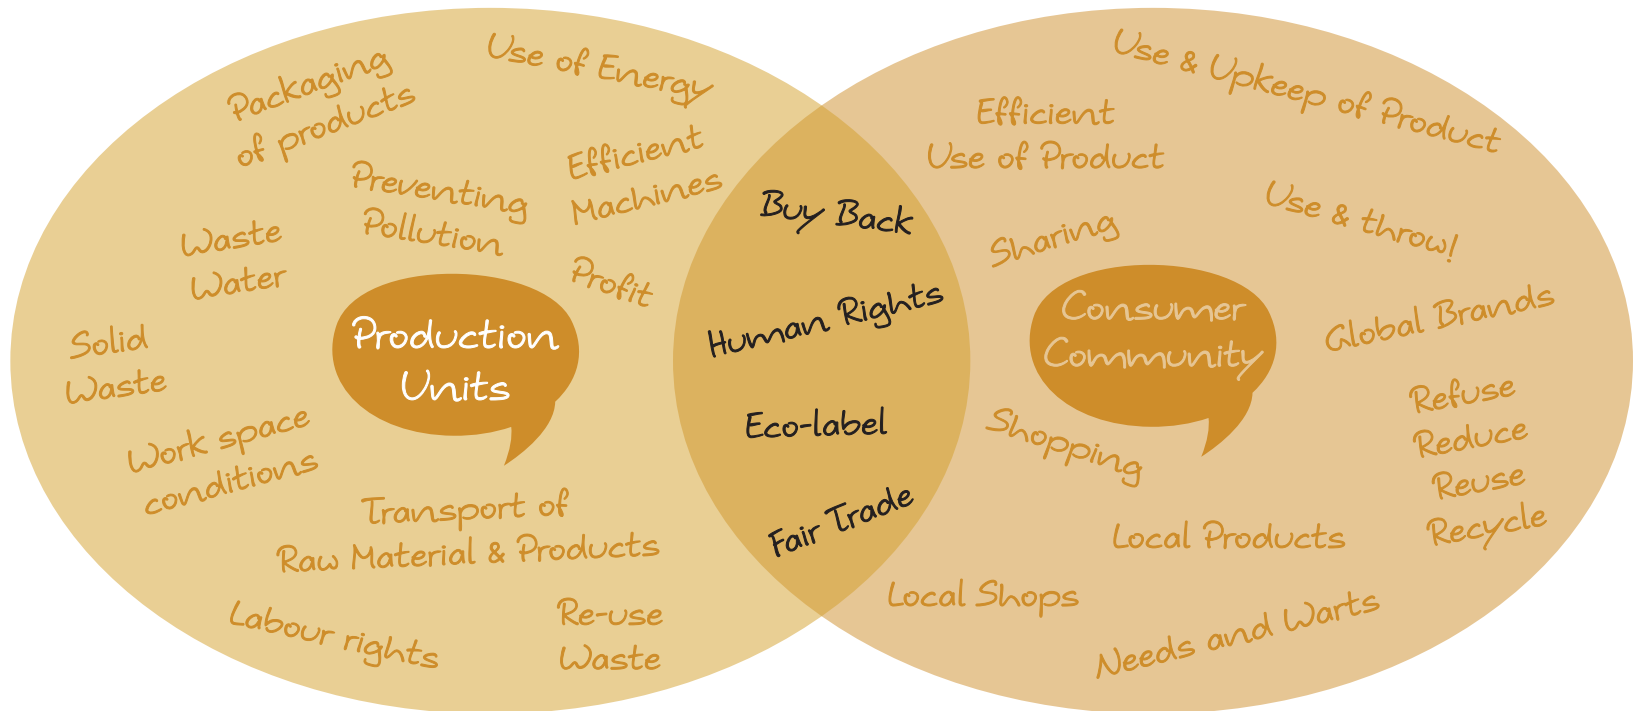 Packaging
of products
Use of Energy
Efficient
Machines
Preventing
Pollution
Waste
Water
Profit
Solid
Waste
Production
Units
Work space
conditions
Transport of
Raw Material & Products
Labour rights
Re-use
Waste
Buy Back
Human Rights
Eco-label
Fair Trade
Use & Upkeep of Product
Efficient
Use of Product
Use & throw!
Sharing
Consumer
Community
Global Brands
Shopping
Refuse
Reduce
Reuse
Recycle
Local Products
Local Shops
Needs and Warts